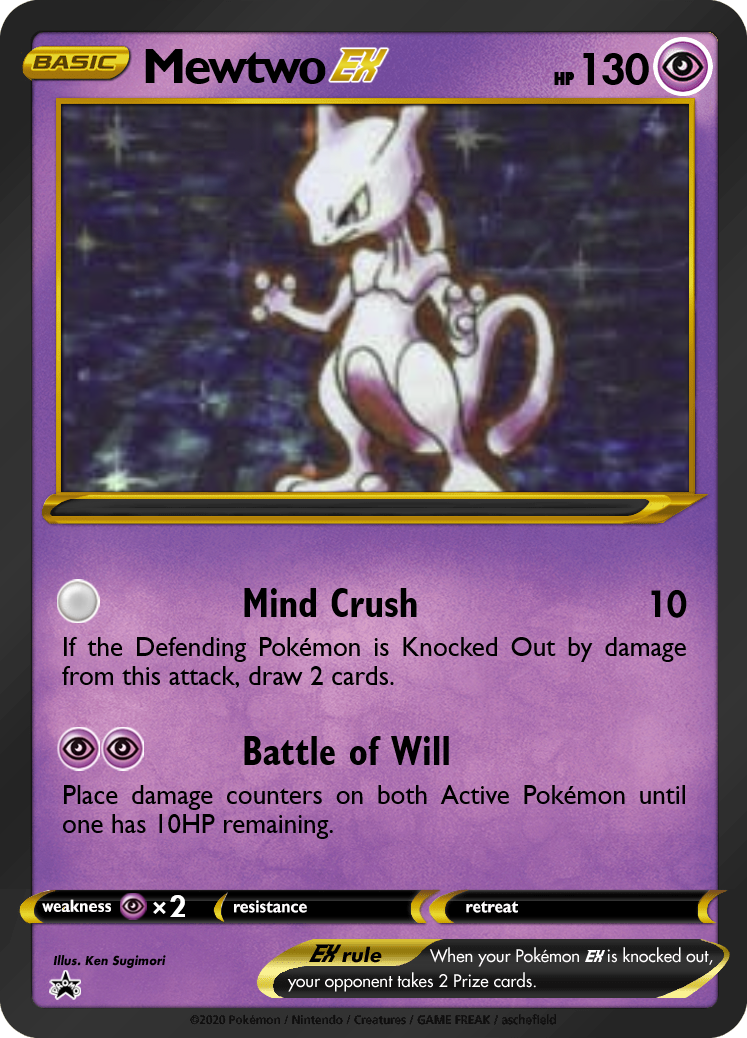 BASIC Mewtwo EX HP 130
Mind Crush 10
If the Defending Pokémon is Knocked Out by damage
from this attack, draw 2 cards.
Battle of Will
Place damage counters on both Active Pokémon until
one has 10HP remaining.
weakness ×2 resistance retreat
Illus. Ken Sugimori
PROMO
EX rule When your Pokémon EX is knocked out,
your opponent takes 2 Prize cards.
©2020 Pokémon / Nintendo / Creatures / GAME FREAK / aschefield